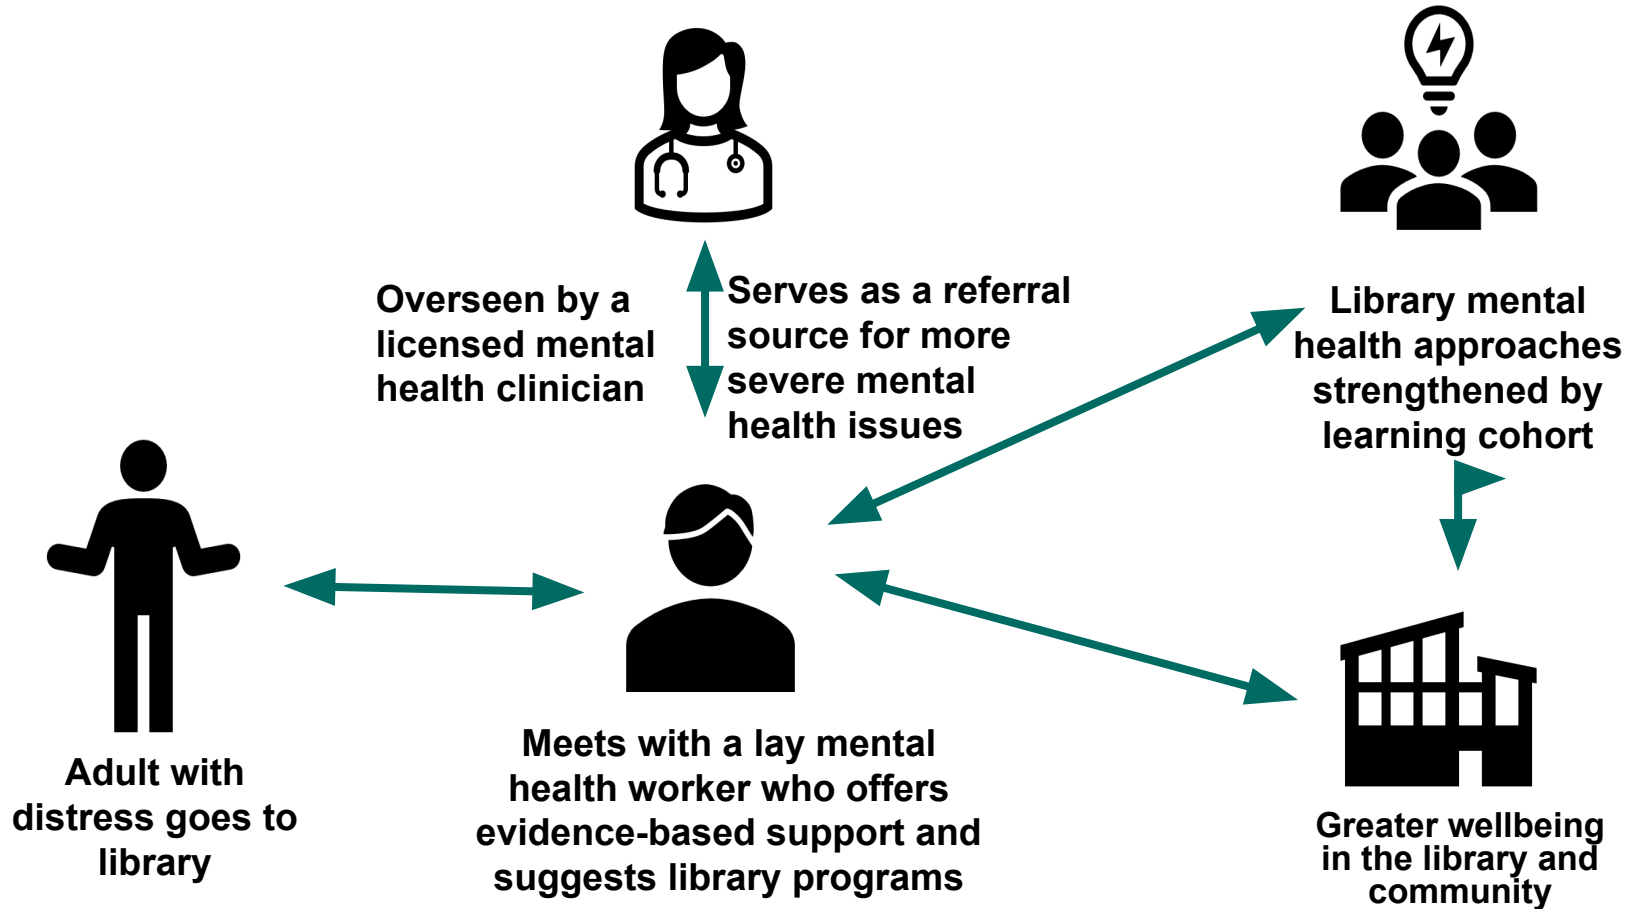 Overseen by a
licensed mental
health clinician
Serves as a referral
source for more
severe mental
health issues
Library mental
health approaches
strengthened by
learning cohort
Adult with
distress goes to
library
Meets with a lay mental
health worker who offers
evidence-based support and
suggests library programs
Greater wellbeing
in the library and
community